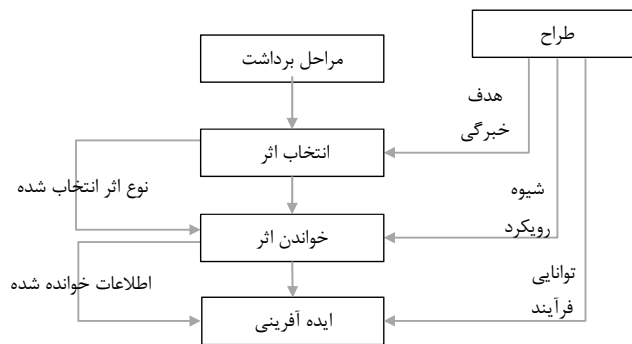 طراح
مراحل برداشت
هدف
خبرگی
انتخاب اثر
نوع اثر انتخاب شده
شیوه
رویکرد
خواندن اثر
اطلاعات خوانده شده
توانایی
فرآیند
ایده آفرینی